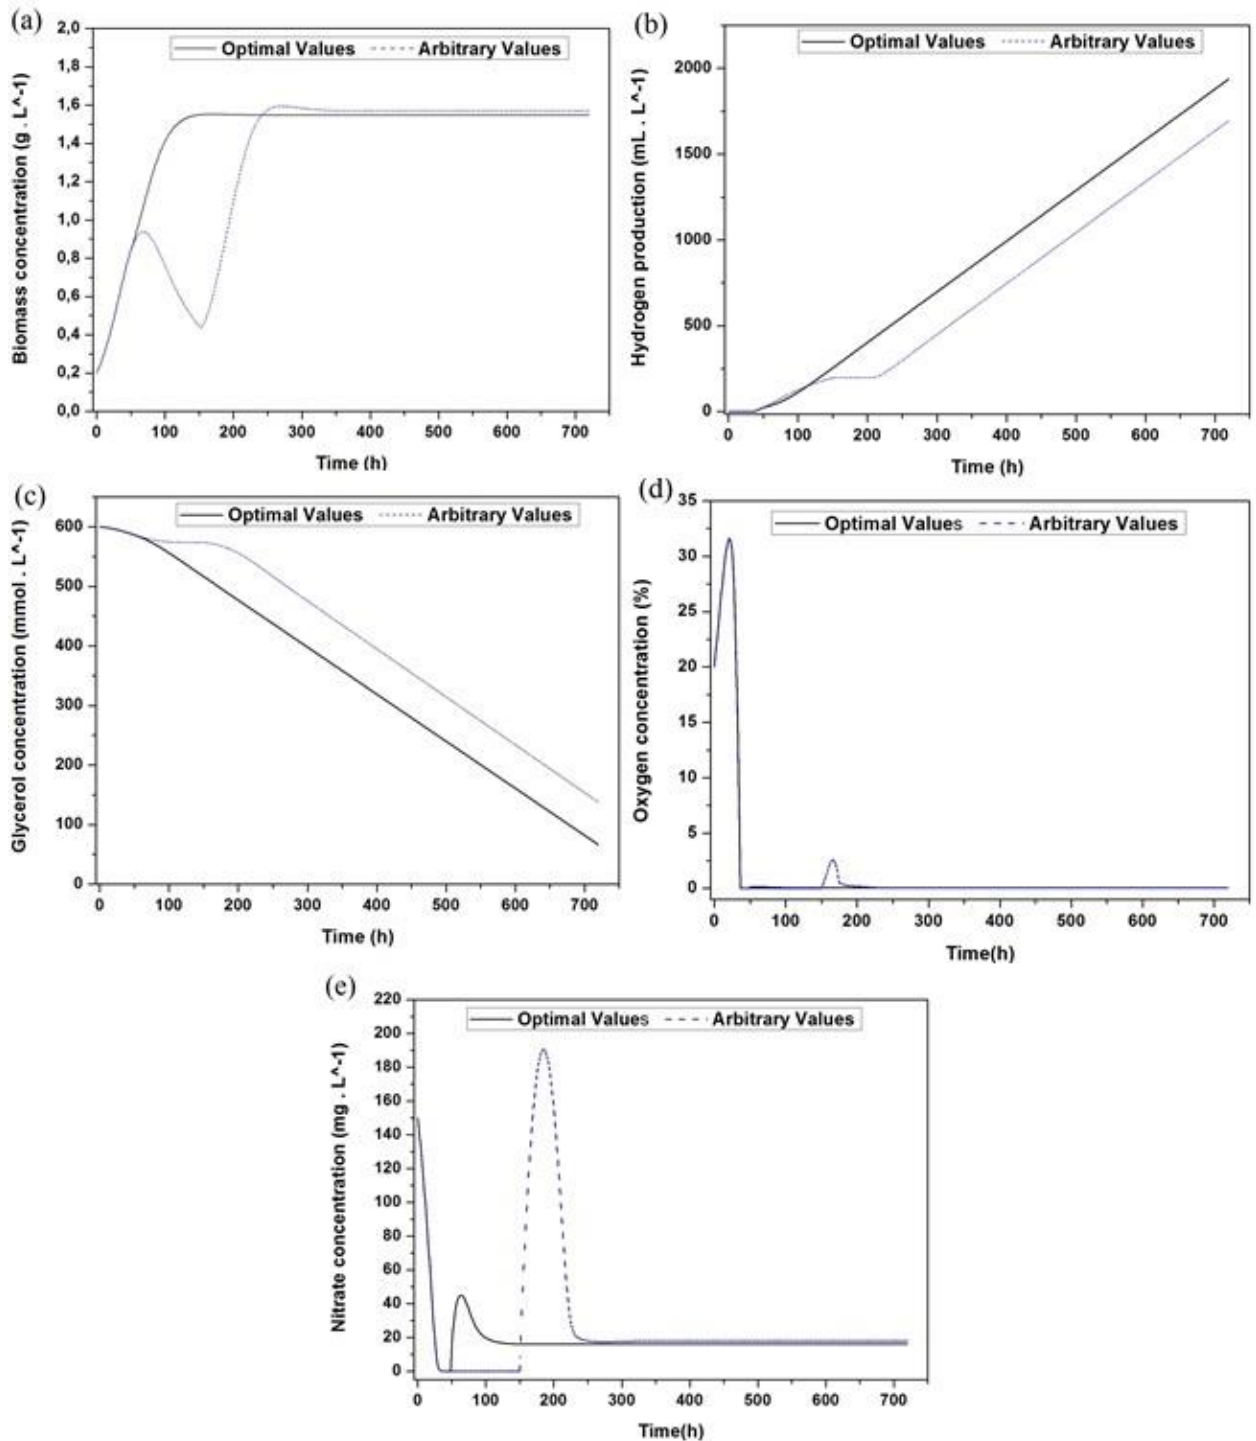 (a)
2,0
1,8
1,6
1,4
1,2
1,0
0,8
0,6
0,4
0,2
0,0
Biomass concentration (g . L^-1)
Optimal Values Arbitrary Values
0 100 200 300 400 500 600 700
Time (h)
(b)
2000
1500
1000
500
0
Hydrogen production (mL . L^-1)
Optimal Values Arbitrary Values
0 100 200 300 400 500 600 700
Time (h)
(c)
600
500
400
300
200
100
0
Glycerol concentration (mmol . L^-1)
Optimal Values Arbitrary Values
0 100 200 300 400 500 600 700
Time (h)
(d)
35
30
25
20
15
10
5
0
Oxygen concentration (%)
Optimal Values Arbitrary Values
0 100 200 300 400 500 600 700
Time(h)
(e)
220
200
180
160
140
120
100
80
60
40
20
0
Nitrate concentration (mg . L^-1)
Optimal Values Arbitrary Values
0 100 200 300 400 500 600 700
Time(h)